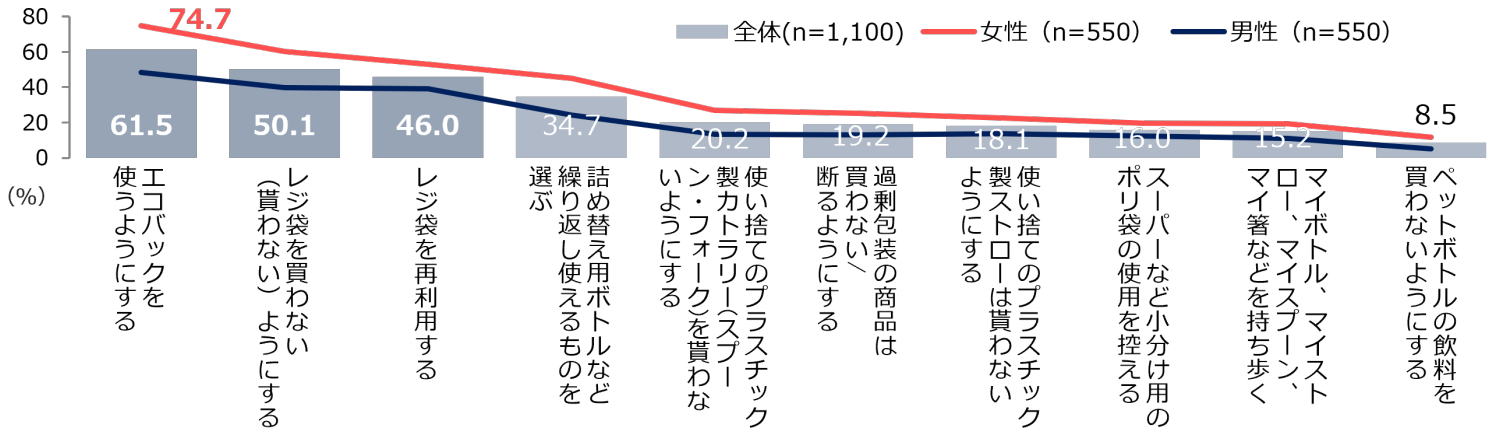 80
60
40
20
0
(%)
74.7
全体(n=1,100)
女性（n=550）
男性（n=550）
61.5
50.1
46.0
34.7
20.2
19.2
18.1
16.0
15.2
8.5
エコバックを
使うようにする
レジ袋を買わない
（貰わない）ようにする
レジ袋を再利用する
詰め替え用ボトルなど
繰り返し使えるものを
選ぶ
使い捨てのプラスチック
製カトラリー(スプー
ン・フォーク)を貰わな
いようにする
過剰包装の商品は
買わない/
断るようにする
使い捨てのプラスチック
製ストローは貰わない
ようにする
スーパーなど小分け用の
ポリ袋の使用を控える
マイボトル、マイスト
ロー、マイスプーン、
マイ箸などを持ち歩く
ペットボトルの飲料を
買わないようにする